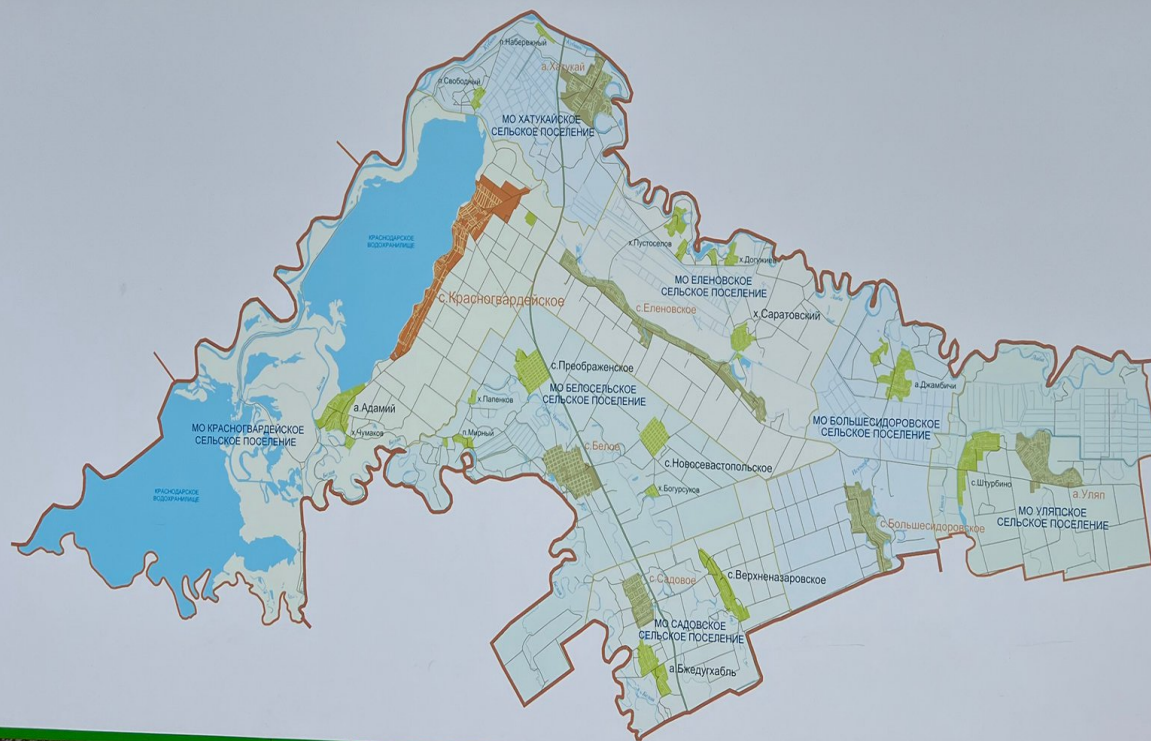 п.Набережный
а.Хатукай
п.Свободный
МО ХАТУКАЙСКОЕ
СЕЛЬСКОЕ ПОСЕЛЕНИЕ
КРАСНОДАРСКОЕ
ВОДОХРАНИЛИЩЕ
х.Пустоселов
х.Догужиев
МО ЕЛЕНОВСКОЕ
СЕЛЬСКОЕ ПОСЕЛЕНИЕ
с.Красногвардейское
с.Еленовское
х.Саратовский
с.Преображенское
МО БЕЛОСЕЛЬСКОЕ
СЕЛЬСКОЕ ПОСЕЛЕНИЕ
а.Джамбичи
х.Папенков
а.Адамий
х.Чумаков
п.Мирный
МО КРАСНОГВАРДЕЙСКОЕ
СЕЛЬСКОЕ ПОСЕЛЕНИЕ
МО БОЛЬШЕСИДОРОВСКОЕ
СЕЛЬСКОЕ ПОСЕЛЕНИЕ
с.Белое
с.Новосевастопольское
х.Богурсуков
КРАСНОДАРСКОЕ
ВОДОХРАНИЛИЩЕ
с.Штурбино
а.Уляп
МО УЛЯПСКОЕ
СЕЛЬСКОЕ ПОСЕЛЕНИЕ
с.Большесидоровское
с.Садовое
с.Верхненазаровское
МО САДОВСКОЕ
СЕЛЬСКОЕ ПОСЕЛЕНИЕ
а.Бжедугхабль